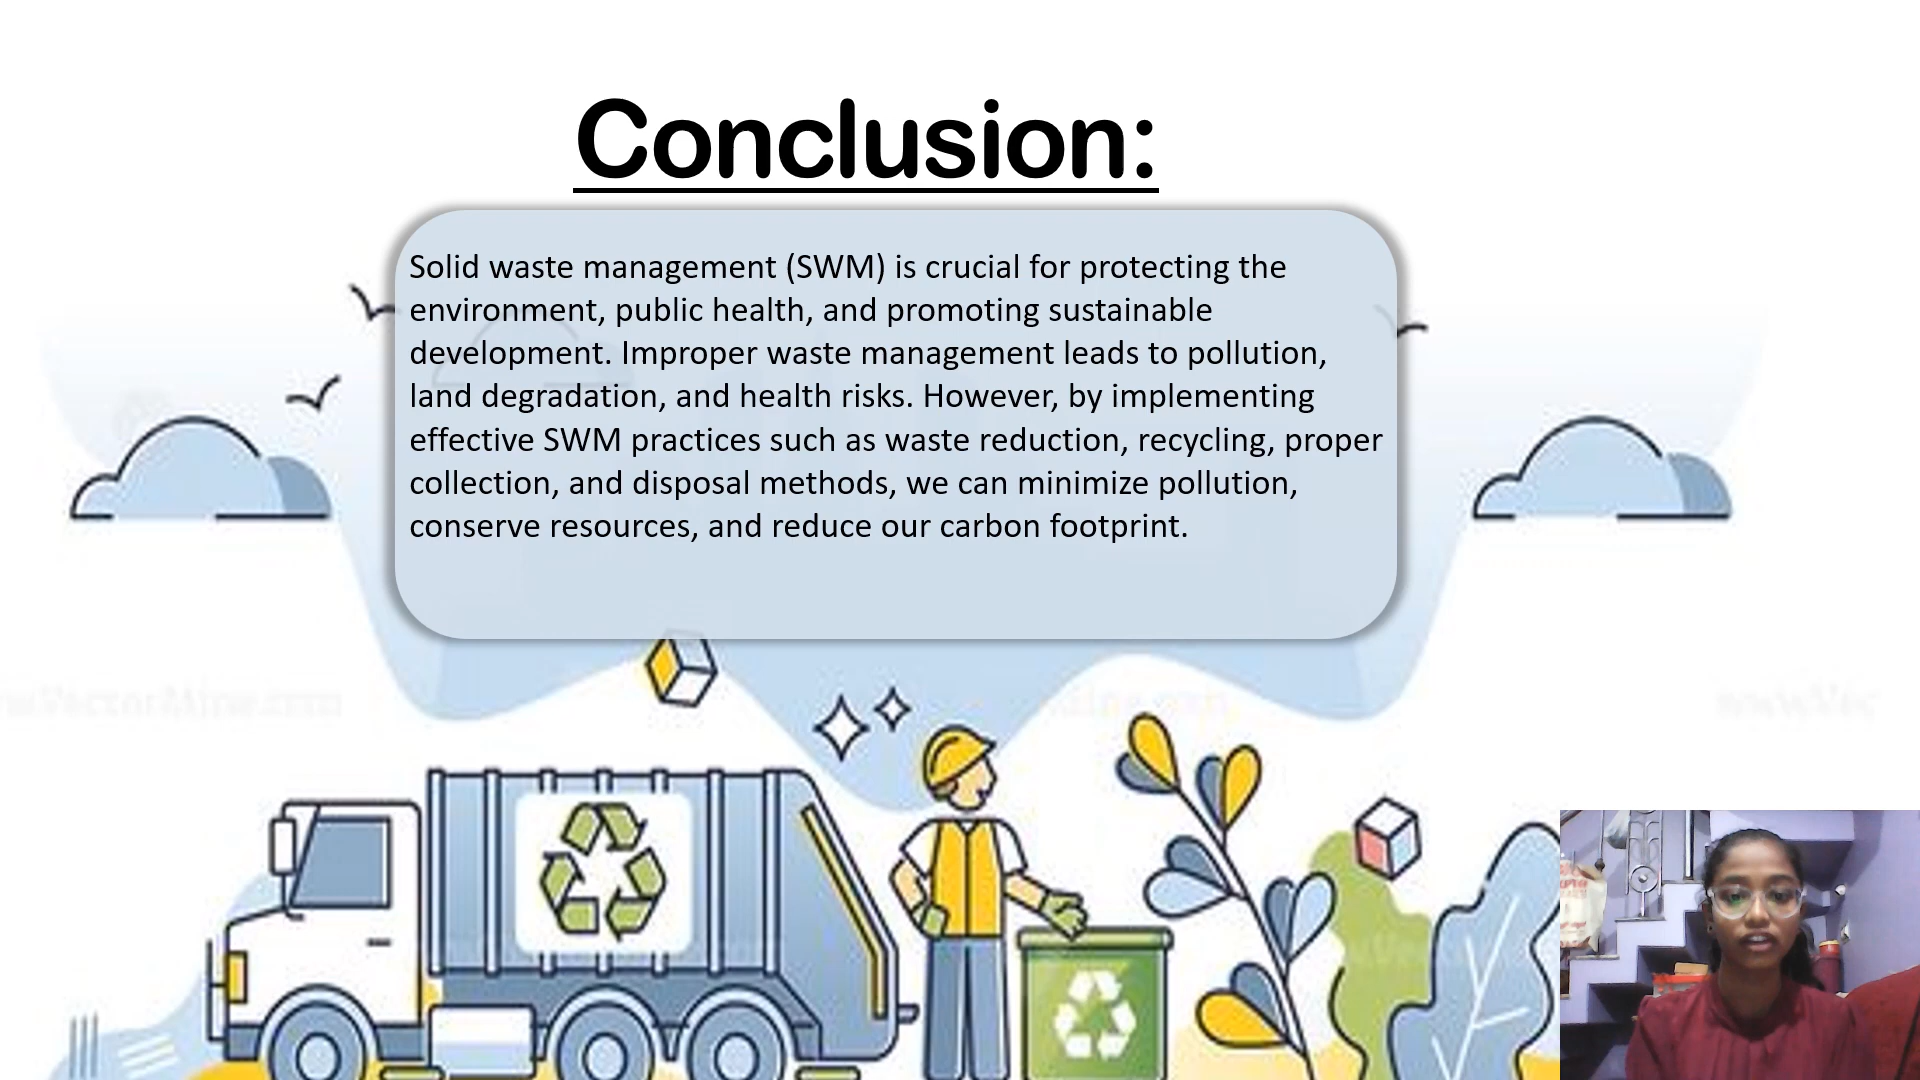 Conclusion:
Solid waste management (SWM) is crucial for protecting the
environment, public health, and promoting sustainable
development. Improper waste management leads to pollution,
land degradation, and health risks. However, by implementing
effective SWM practices such as waste reduction, recycling, proper
collection, and disposal methods, we can minimize pollution,
conserve resources, and reduce our carbon footprint.